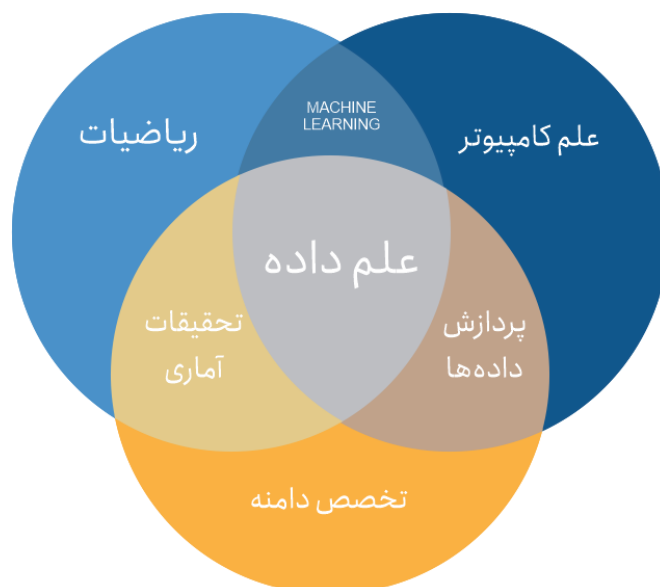 MACHINE
LEARNING
علم کامپیوتر
ریاضیات
علم داده
پردازش
داده‌ها
تحقیقات
آماری
تخصص دامنه